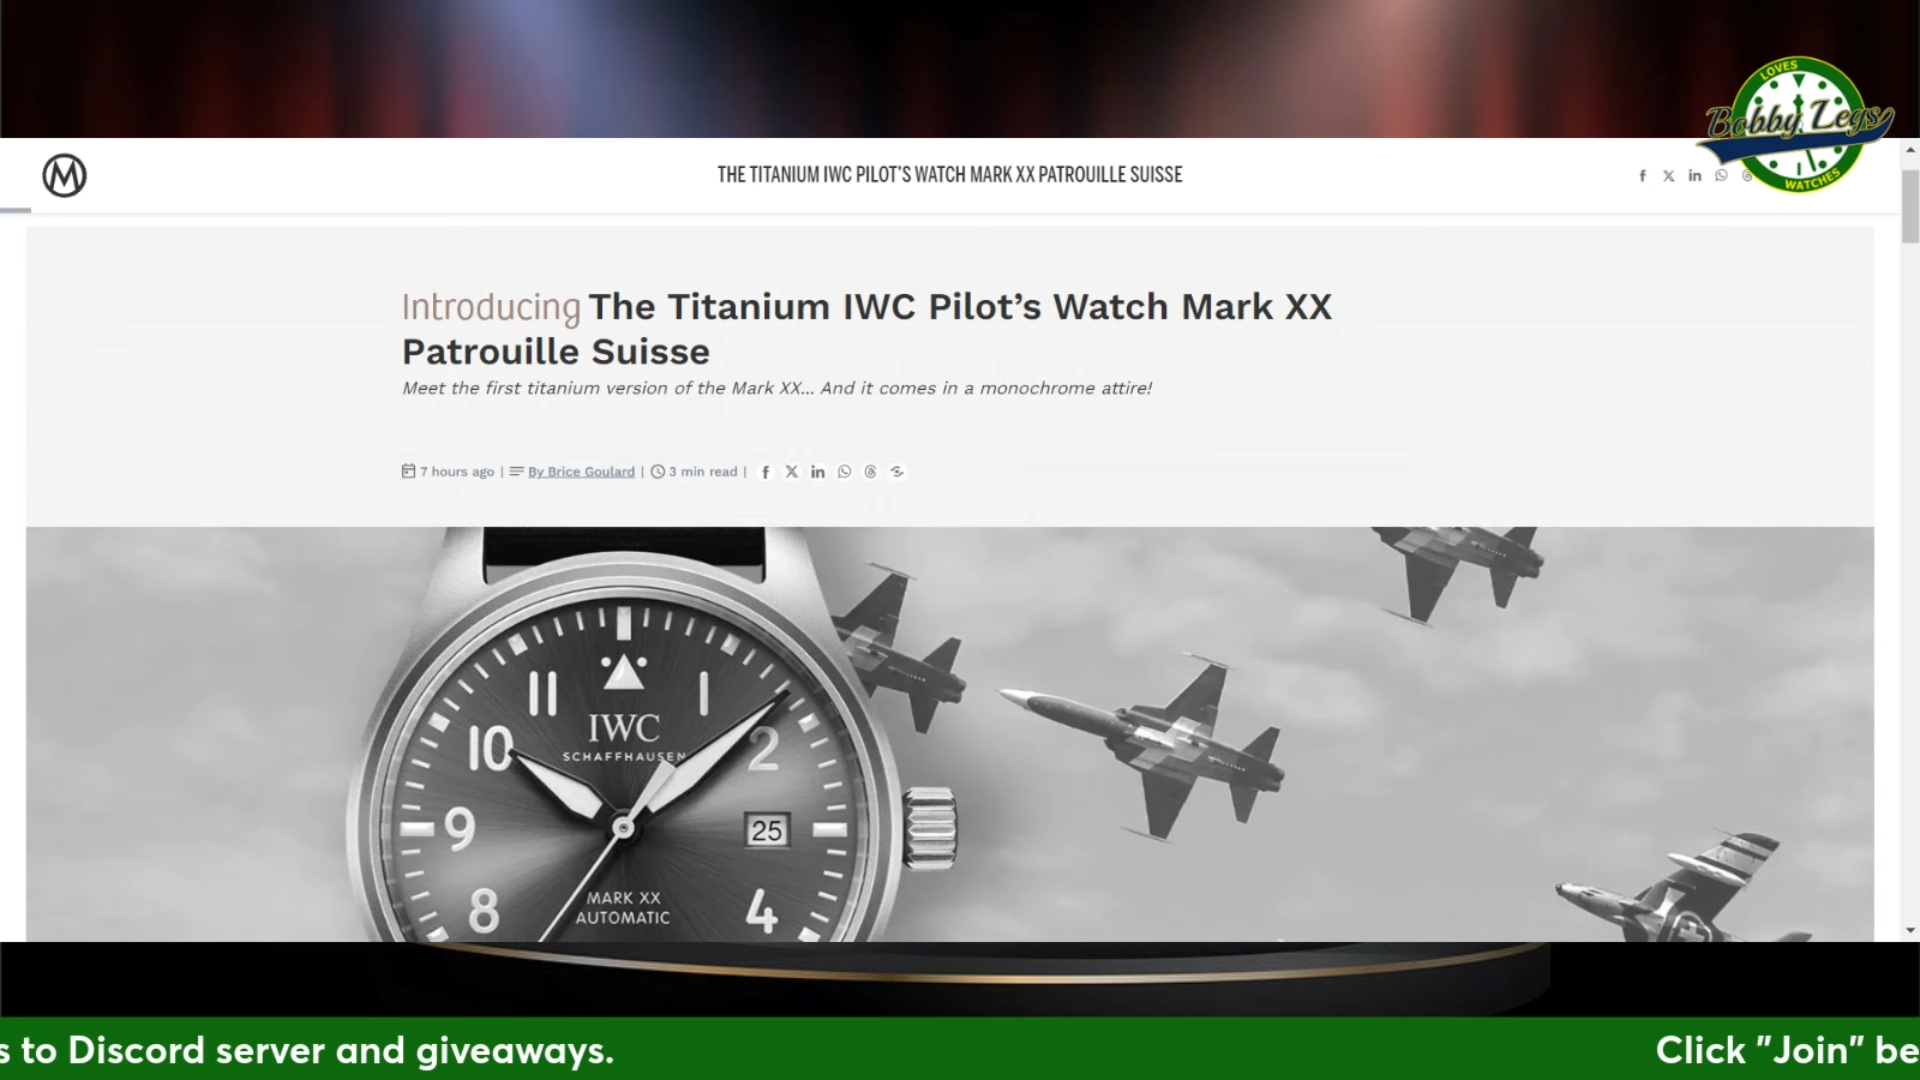 LOVES
Bobby Legs
WATCHES
M
THE TITANIUM IWC PILOT'S WATCH MARK XX PATROUILLE SUISSE
Introducing The Titanium IWC Pilot's Watch Mark XX
Patrouille Suisse
Meet the first titanium version of the Mark XX... And it comes in a monochrome attire!
7 hours ago | By Brice Goulard | 3 min read |
11 1
IWC
10 SCHAFFHAUSEN 2
9 25
MARK XX
8 AUTOMATIC 4
s to Discord server and giveaways. Click "Join" be